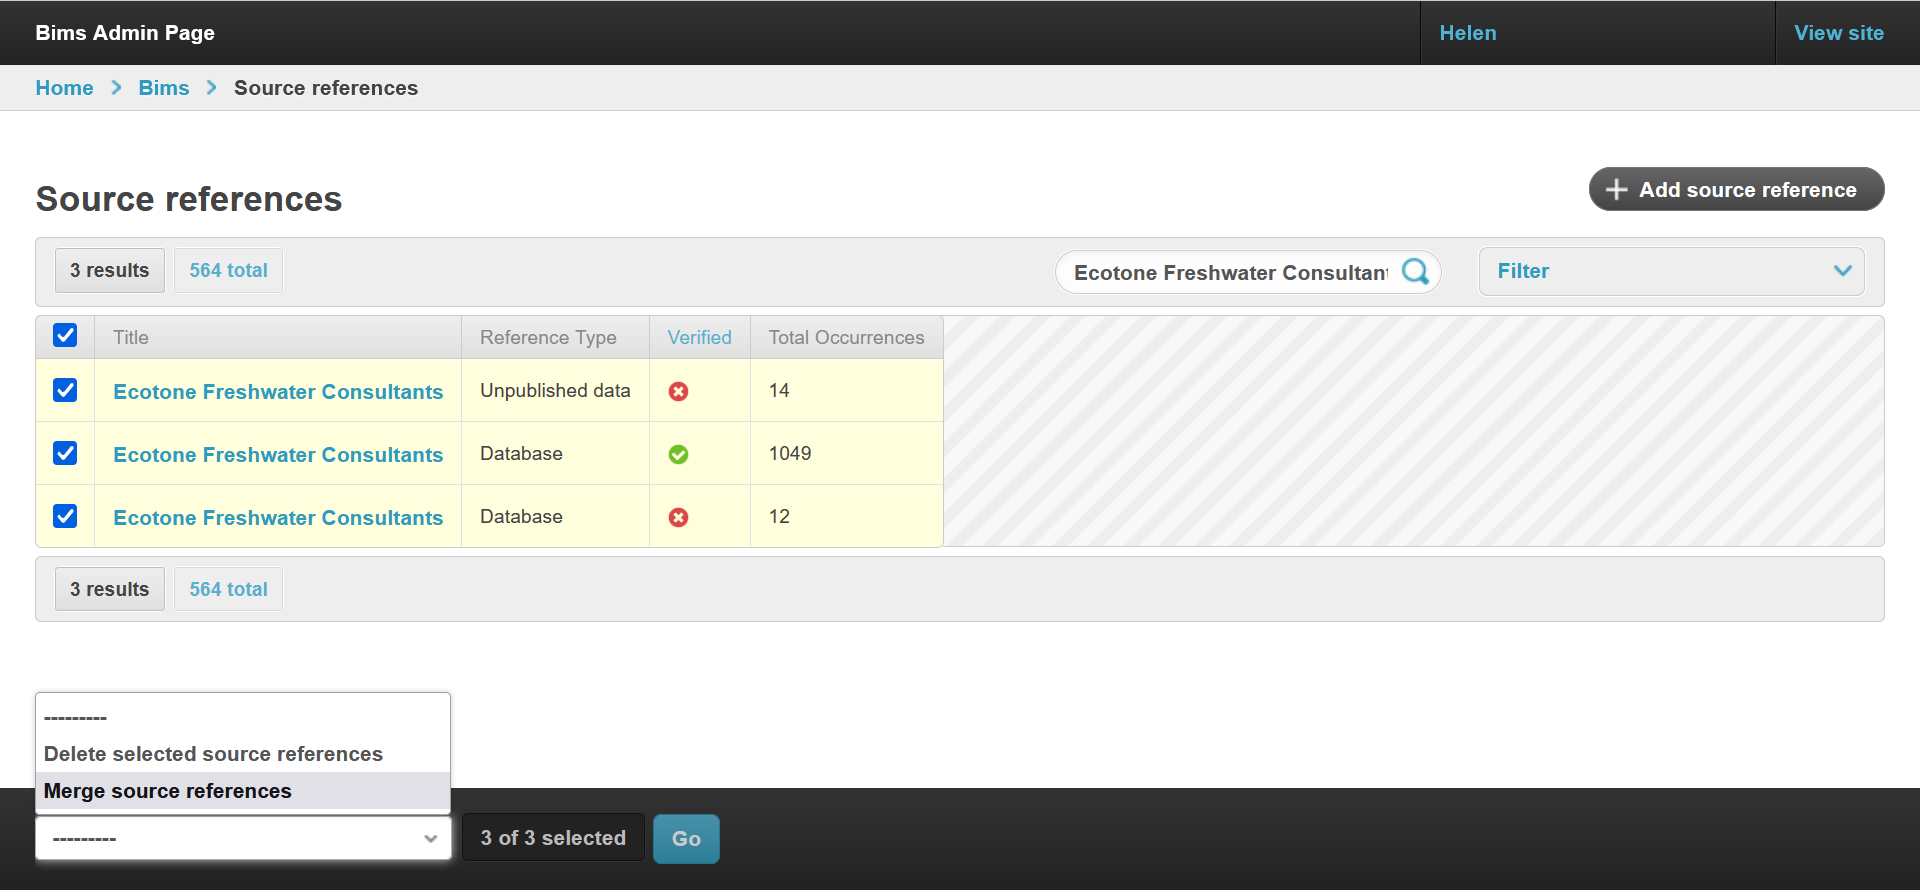 Bims Admin Page
Helen
View site
Home
Bims
Source references
Source references
Add source reference
3 results
564 total
Ecotone Freshwater Consultan
Filter
Title
Reference Type
Verified
Total Occurrences
Ecotone Freshwater Consultants
Unpublished data
14
Ecotone Freshwater Consultants
Database
1049
Ecotone Freshwater Consultants
Database
12
3 results
564 total
---------
Delete selected source references
Merge source references
---------
3 of 3 selected
Go